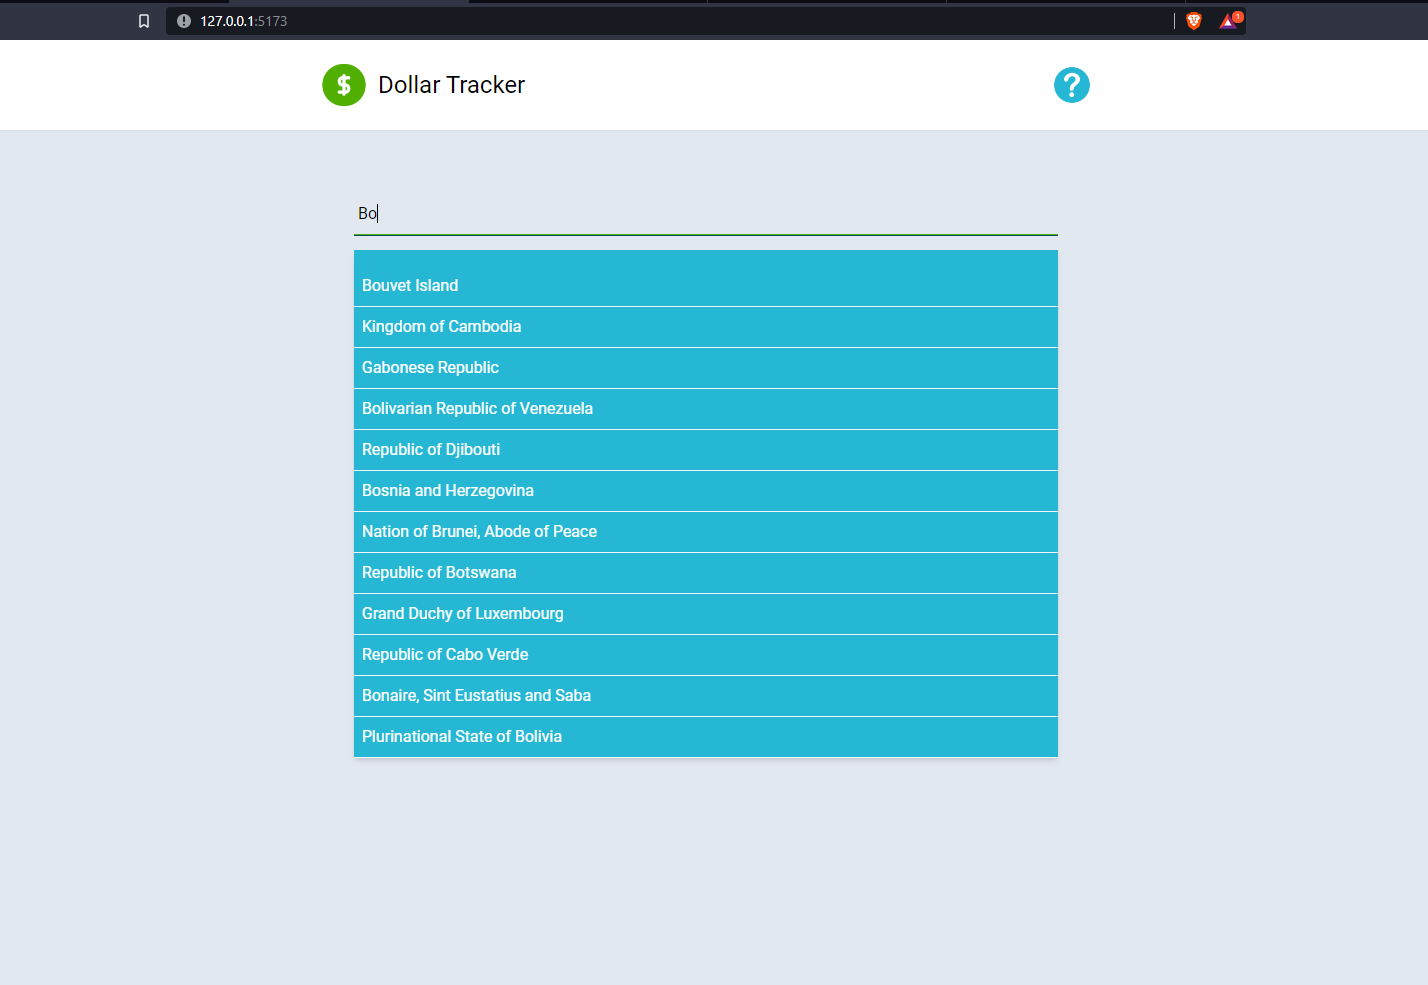 127.0.0.1:5173
1
$ Dollar Tracker
?
Bo
Bouvet Island
Kingdom of Cambodia
Gabonese Republic
Bolivarian Republic of Venezuela
Republic of Djibouti
Bosnia and Herzegovina
Nation of Brunei, Abode of Peace
Republic of Botswana
Grand Duchy of Luxembourg
Republic of Cabo Verde
Bonaire, Sint Eustatius and Saba
Plurinational State of Bolivia